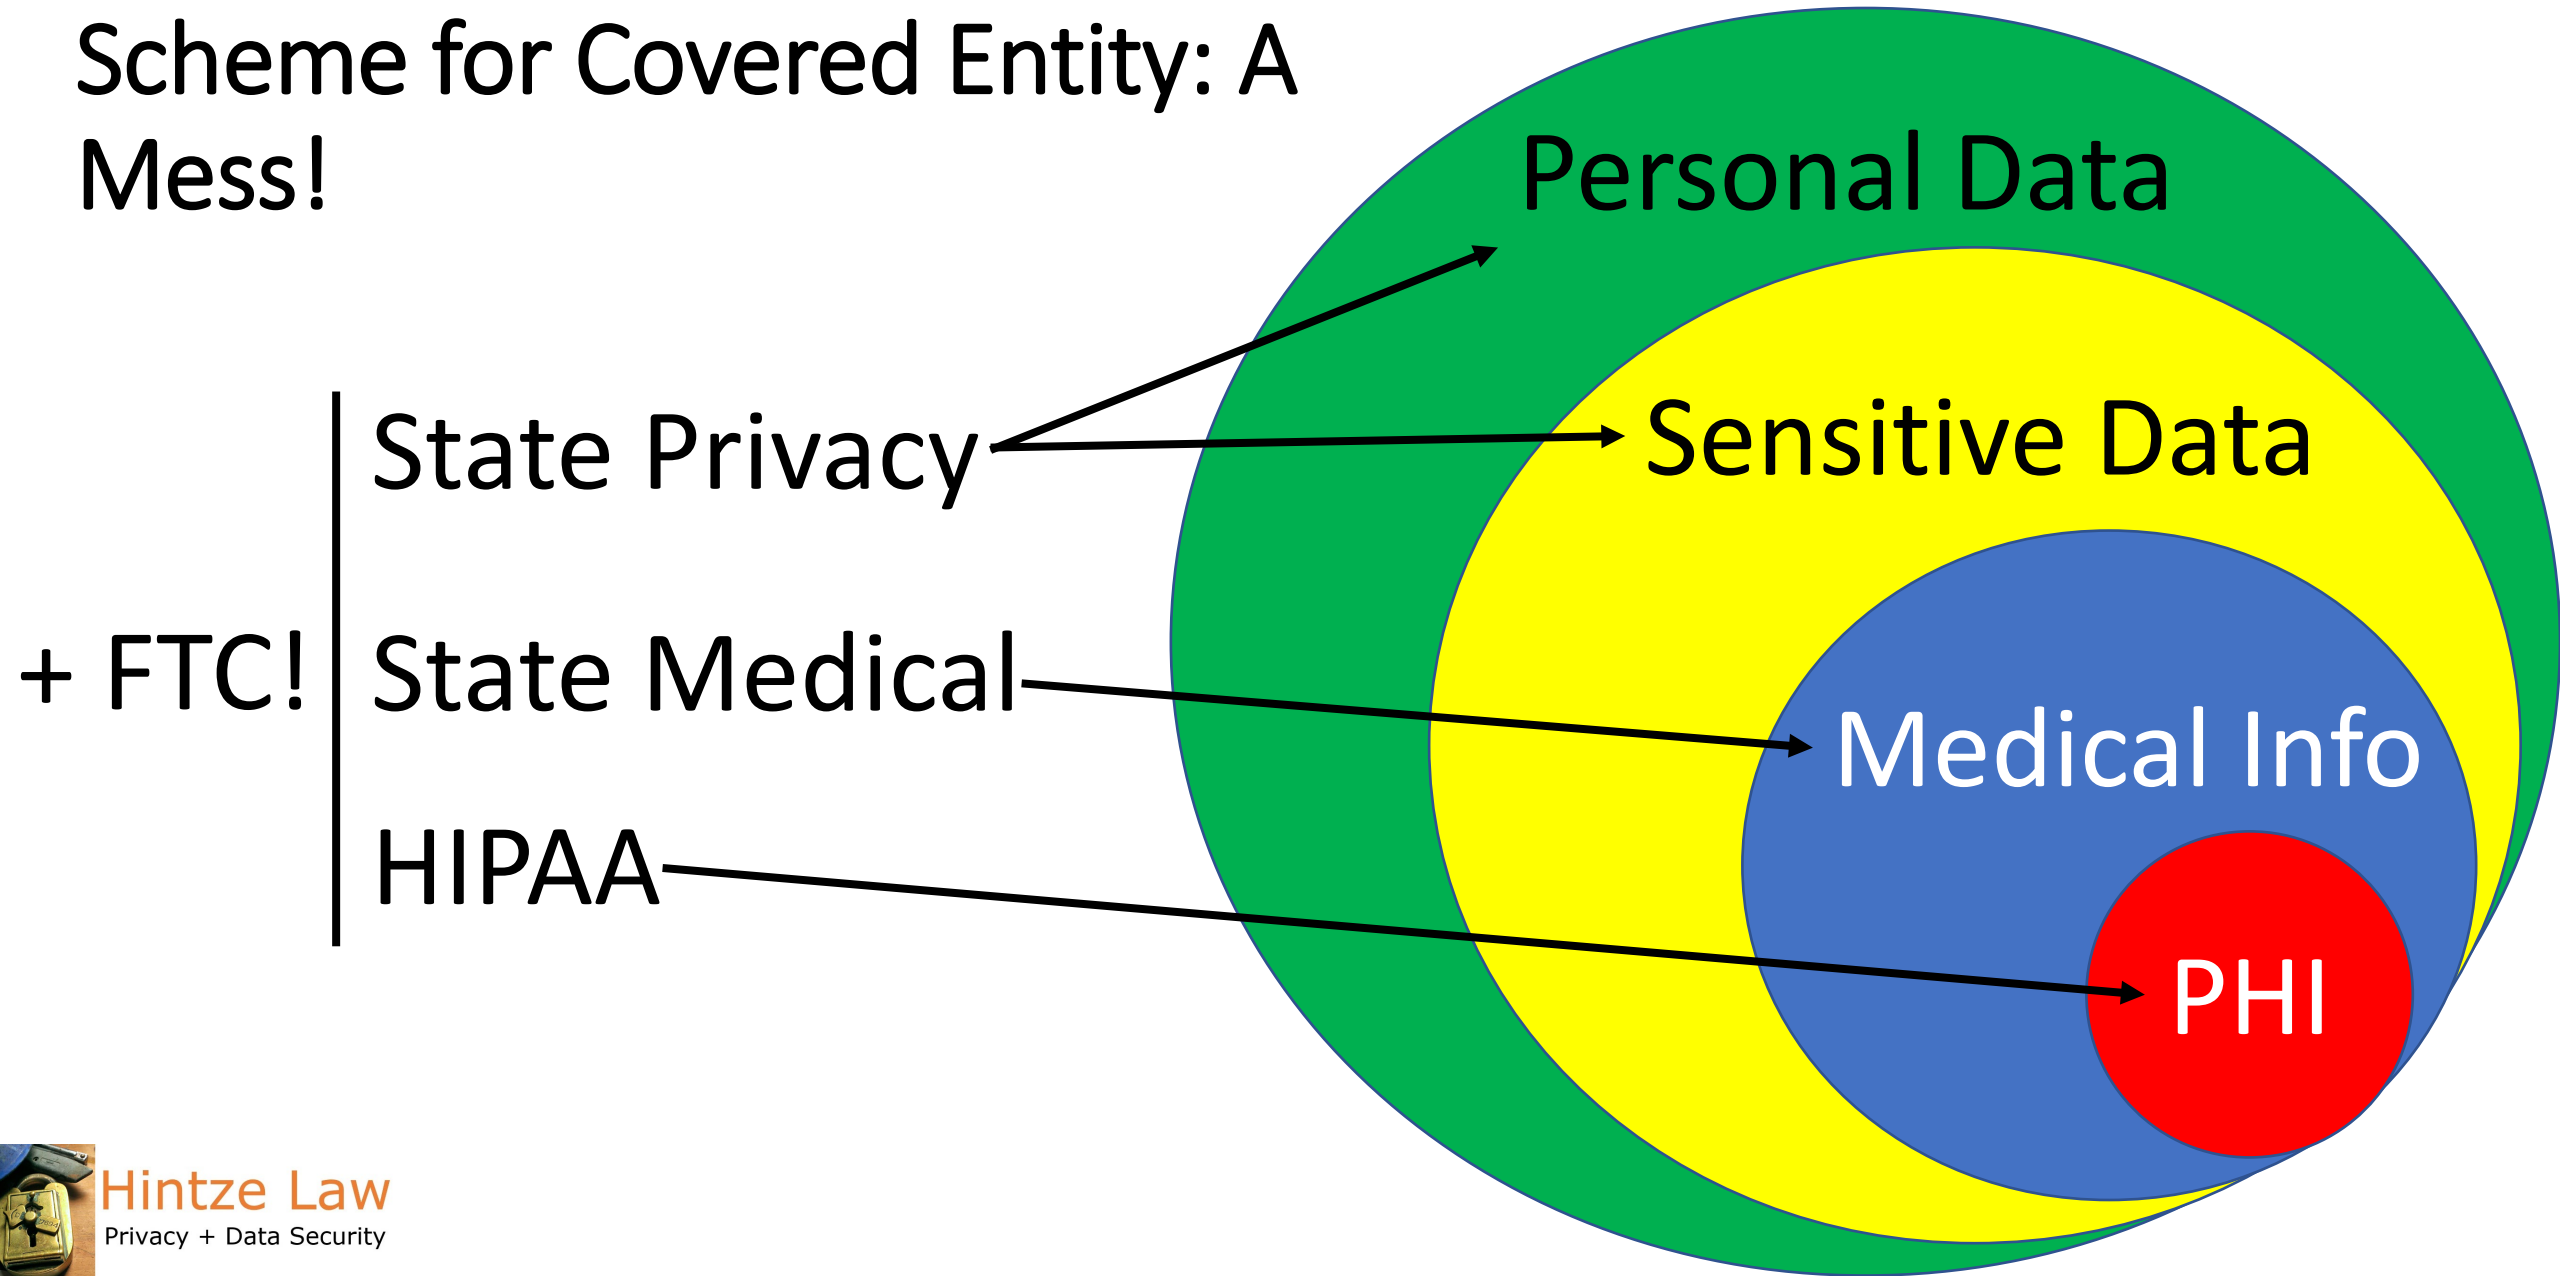 Scheme for Covered Entity: A
Mess!
Personal Data
State Privacy
Sensitive Data
+ FTC!
State Medical
Medical Info
HIPAA
PHI
Hintze Law
Privacy + Data Security